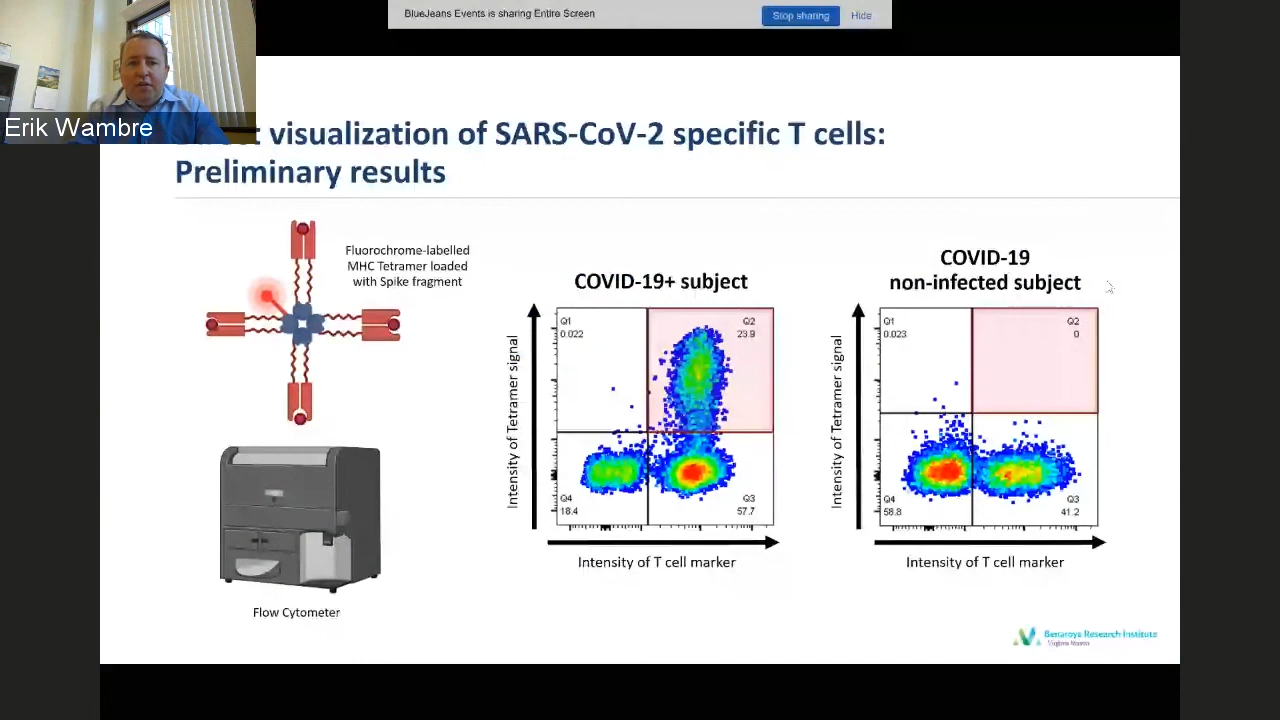 BlueJeans Events is sharing Entire Screen
Stop sharing
Hide
Erik Wambre
visualization of SARS-CoV-2 specific T cells:
Preliminary results
Fluorochrome-labelled
MHC Tetramer loaded
with Spike fragment
Flow Cytometer
COVID-19+ subject
Intensity of Tetramer signal
Q1
0.022
Q2
23.9
Q4
18.4
Q3
57.7
Intensity of T cell marker
COVID-19
non-infected subject
Intensity of Tetramer signal
Q1
0.023
Q2
0
Q4
58.8
Q3
41.2
Intensity of T cell marker
Benaroya Research Institute
Virginia Mason